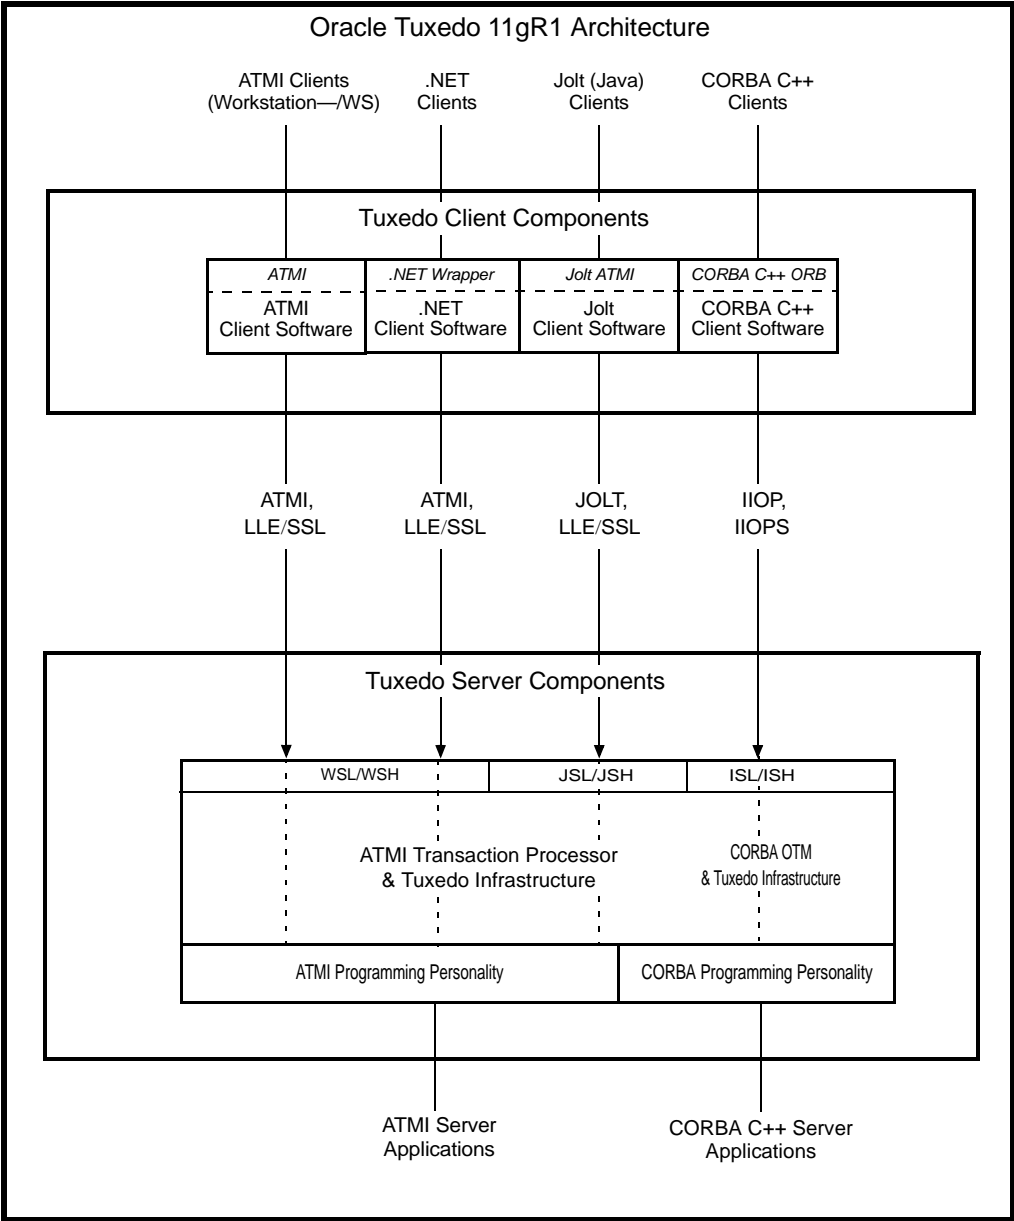 Oracle Tuxedo 11gR1 Architecture
ATMI Clients
(Workstation—/WS)
.NET
Clients
Jolt (Java)
Clients
CORBA C++
Clients
Tuxedo Client Components
ATMI
ATMI
Client Software
.NET Wrapper
.NET
Client Software
Jolt ATMI
Jolt
Client Software
CORBA C++ ORB
CORBA C++
Client Software
ATMI,
LLE/SSL
ATMI,
LLE/SSL
JOLT,
LLE/SSL
IIOP,
IIOPS
Tuxedo Server Components
WSL/WSH
JSL/JSH
ISL/ISH
ATMI Transaction Processor
& Tuxedo Infrastructure
CORBA OTM
& Tuxedo Infrastructure
ATMI Programming Personality
CORBA Programming Personality
ATMI Server
Applications
CORBA C++ Server
Applications